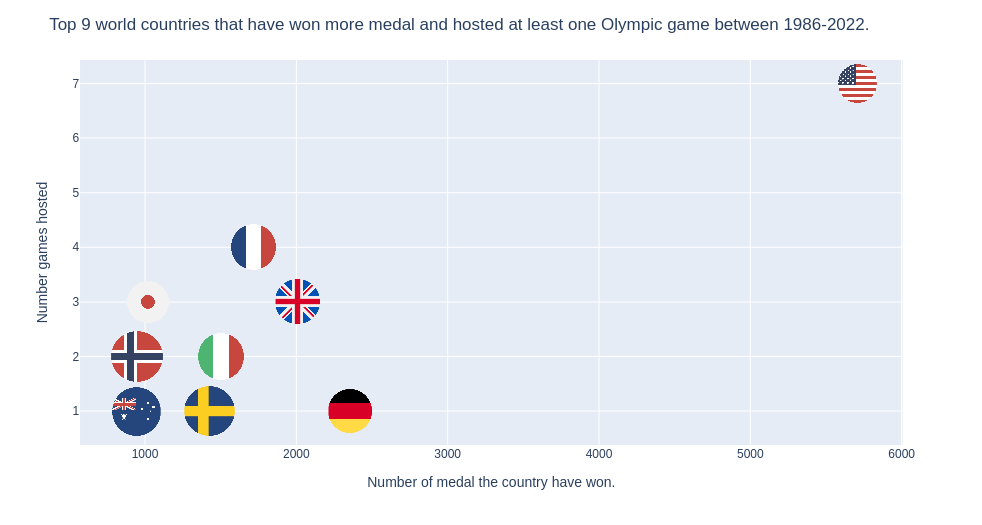 Top 9 world countries that have won more medal and hosted at least one Olympic game between 1986-2022.
7
6
5
4
3
2
1
Number games hosted
1000 2000 3000 4000 5000 6000
Number of medal the country have won.